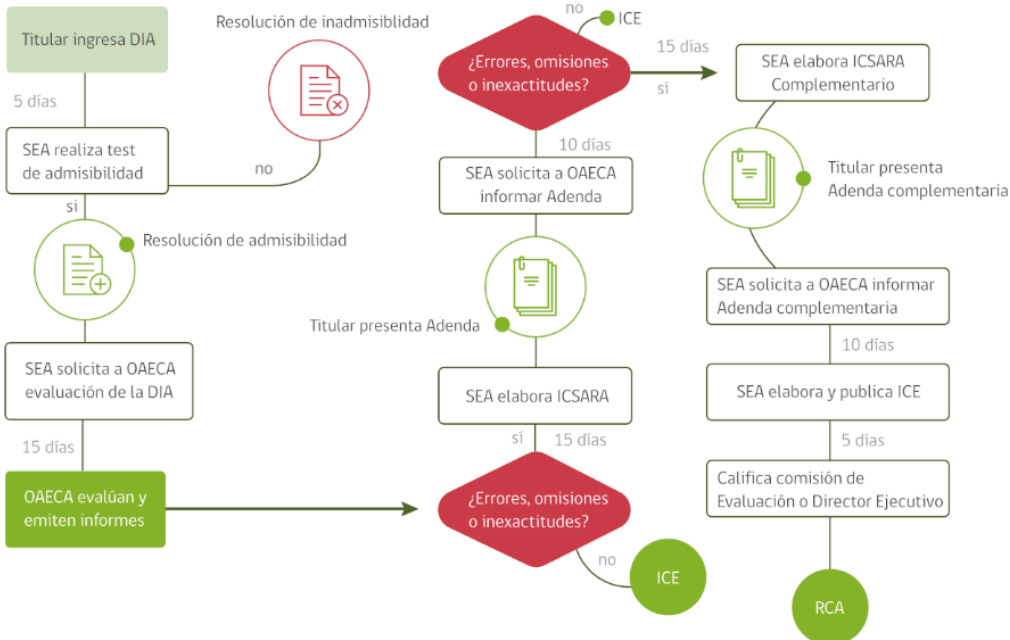 Titular ingresa DIA
5 días
SEA realiza test
de admisibilidad
no
Resolución de inadmisiblidad
si
Resolución de admisibilidad
SEA solicita a OAECA
evaluación de la DIA
15 días
OAECA evalúan y
emiten informes
¿Errores, omisiones
o inexactitudes?
no
ICE
sí
15 días
SEA elabora ICSARA
Titular presenta Adenda
SEA solicita a OAECA
informar Adenda
10 días
¿Errores, omisiones
o inexactitudes?
no
ICE
15 días
sí
SEA elabora ICSARA
Complementario
Titular presenta
Adenda complementaria
SEA solicita a OAECA informar
Adenda complementaria
10 días
SEA elabora y publica ICE
5 días
Califica comisión de
Evaluación o Director Ejecutivo
RCA